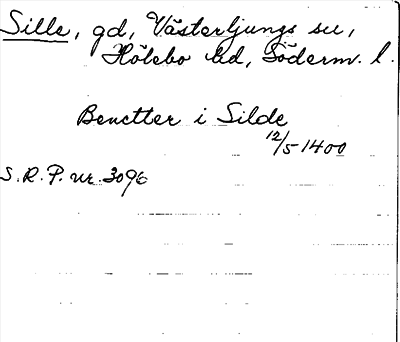 Sille, gd, Västerljungs sn,
Hölebo hd, Söderm. l.
Benctter i Silde
12/5 1400
S.R.P. nr. 3096